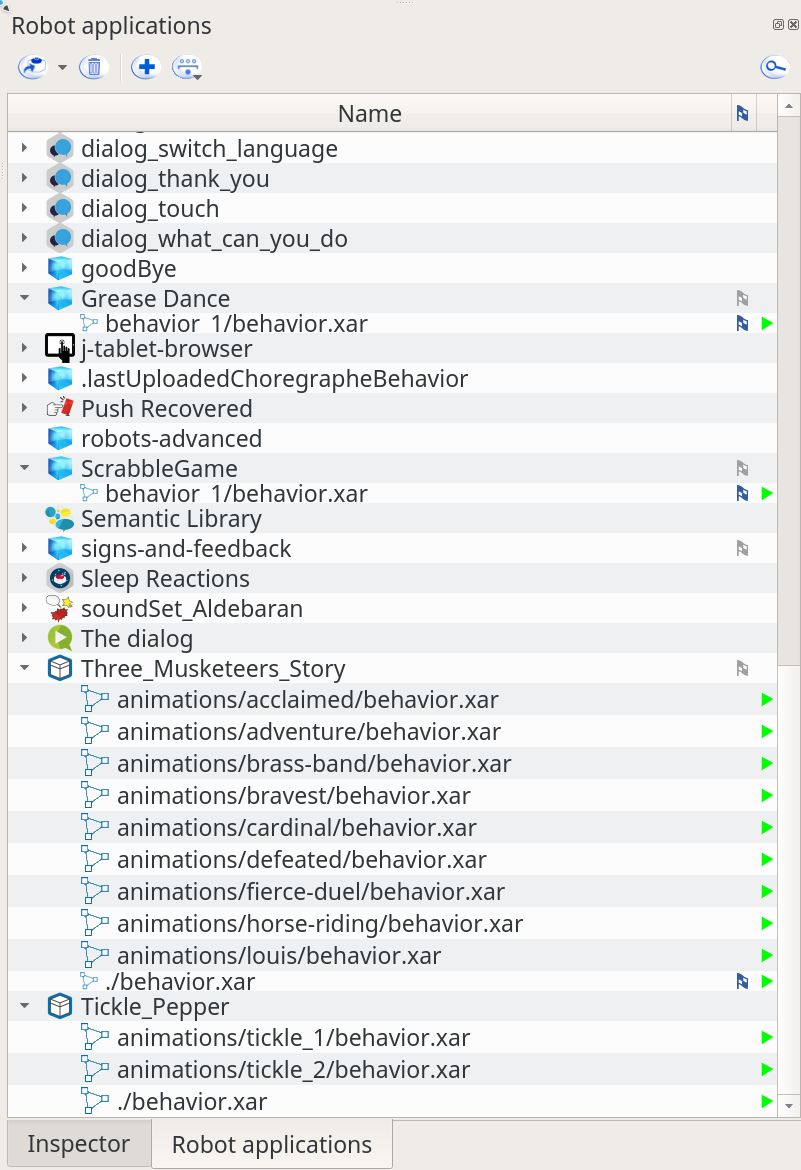 Robot applications
Name
dialog_switch_language
dialog_thank_you
dialog_touch
dialog_what_can_you_do
goodBye
Grease Dance
behavior_1/behavior.xar
j-tablet-browser
.lastUploadedChoregrapheBehavior
Push Recovered
robots-advanced
ScrabbleGame
behavior_1/behavior.xar
Semantic Library
signs-and-feedback
Sleep Reactions
soundSet_Aldebaran
The dialog
Three_Musketeers_Story
animations/acclaimed/behavior.xar
animations/adventure/behavior.xar
animations/brass-band/behavior.xar
animations/bravest/behavior.xar
animations/cardinal/behavior.xar
animations/defeated/behavior.xar
animations/fierce-duel/behavior.xar
animations/horse-riding/behavior.xar
animations/louis/behavior.xar
./behavior.xar
Tickle_Pepper
animations/tickle_1/behavior.xar
animations/tickle_2/behavior.xar
./behavior.xar
Inspector Robot applications